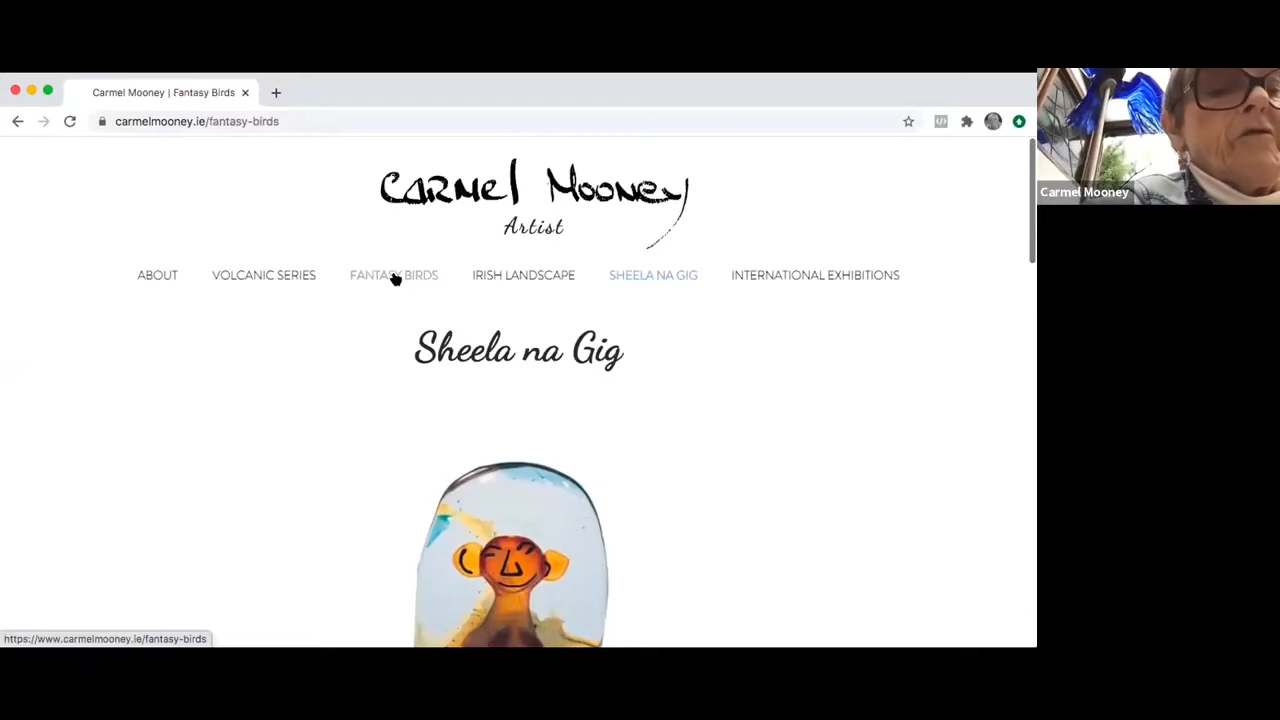 Carmel Mooney | Fantasy Birds
carmelmooney.ie/fantasy-birds
Carmel Mooney
Carmel Mooney
Artist
ABOUT VOLCANIC SERIES FANTASY BIRDS IRISH LANDSCAPE SHEELA NA GIG INTERNATIONAL EXHIBITIONS
Sheela na Gig
https://www.carmelmooney.ie/fantasy-birds